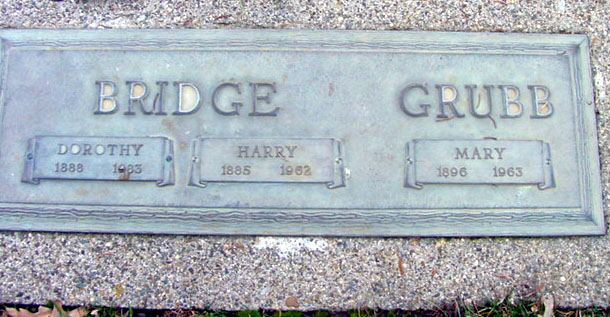 BRIDGE GRUBB
DOROTHY HARRY MARY
1888 1983 1885 1962 1896 1963